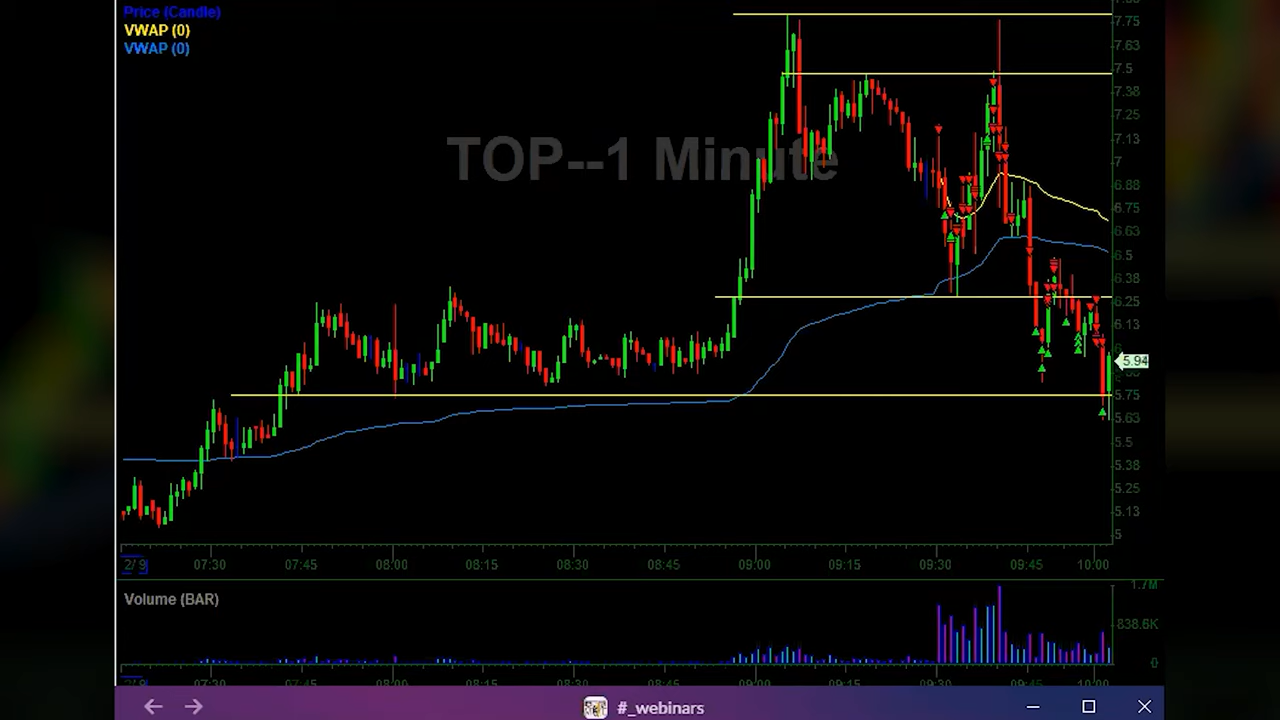 Price (Candle)
VWAP (0)
VWAP (0)
TOP--1 Minute
7.75
7.63
7.5
7.38
7.25
7.13
7
6.88
6.75
6.63
6.5
6.38
6.25
6.13
5.94
5.75
5.63
5.5
5.38
5.25
5.13
5
2/ 9 07:30 07:45 08:00 08:15 08:30 08:45 09:00 09:15 09:30 09:45 10:00
Volume (BAR)
1.7M
838.6K
0
#_webinars